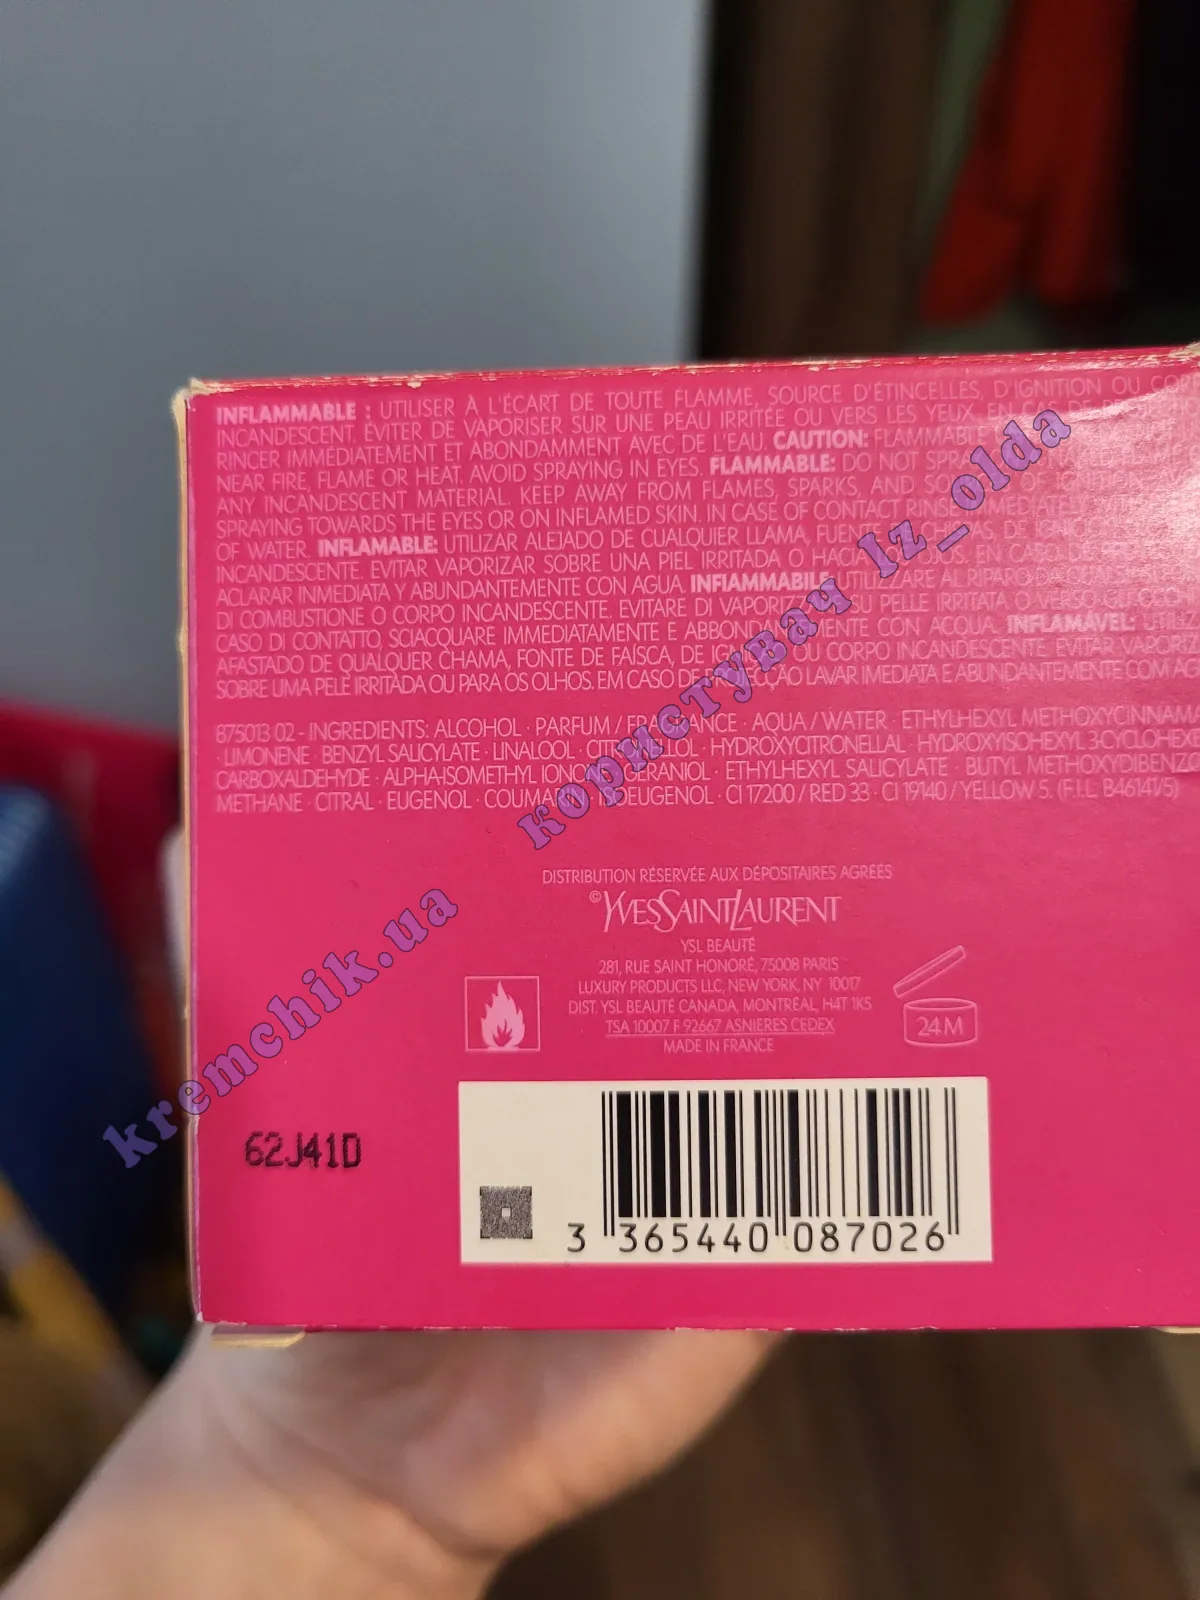 INFLAMMABLE : UTILISER À L'ÉCART DE TOUTE FLAMME, SOURCE D'ÉTINCELLES, D'IGNITION OU
INCANDESCENT. ÉVITER DE VAPORISER SUR UNE PEAU IRRITÉE OU VERS LES YEUX. EN CAS DE
RINCER IMMÉDIATEMENT ET ABONDAMMENT AVEC DE L'EAU. CAUTION: FLAMMABLE
NEAR FIRE, FLAME OR HEAT. AVOID SPRAYING IN EYES. FLAMMABLE: DO NOT
ANY INCANDESCENT MATERIAL. KEEP AWAY FROM FLAMES, SPARKS, AND
SPRAYING TOWARDS THE EYES OR ON INFLAMED SKIN. IN CASE OF CONTACT RINSE
OF WATER. INFLAMABLE: UTILIZAR ALEJADO DE CUALQUIER LLAMA, DE
INCANDESCENTE. EVITAR VAPORIZAR SOBRE UNA PIEL IRRITADA O EN
ACLARAR INMEDIATA Y ABUNDANTEMENTE CON AGUA. INFIAMMABILE UTILIZZARE AL RIPARO DA
DI COMBUSTIONE O CORPO INCANDESCENTE. EVITARE DI SU PELLE IRRITATA O VERSO
CASO DI CONTATTO, SCIACQUARE IMMEDIATAMENTE E CON ACQUA. INFLAMÁVEL:
AFASTADO DE QUALQUER CHAMA, FONTE DE FAÍSCA, DE OU CORPO INCANDESCENTE. EVITAR
SOBRE UMA PELE IRRITADA OU PARA OS OLHOS. EM CASO DE LAVAR IMEDIATA E ABUNDANTEMENTE COM
875013 02 - INGREDIENTS: ALCOHOL · PARFUM / FRAGRANCE · AQUA / WATER · ETHYLHEXYL
· LIMONENE · BENZYL SALICYLATE · LINALOOL · CITRONELLOL · HYDROXYCITRONELLAL · HYDROXYISOHEXYL 3-CYCLOHEXE
CARBOXALDEHYDE · ALPHA-ISOMETHYL IONONE · GERANIOL · ETHYLHEXYL SALICYLATE · BUTYL METHOXYDIBENZO
METHANE · CITRAL · EUGENOL · COUMARIN · ISOEUGENOL · CI 17200 / RED 33 · CI 19140 / YELLOW 5. (F.I.L. B46141/5)
DISTRIBUTION RÉSERVÉE AUX DÉPOSITAIRES AGRÉÉS
©YVESSAINTLAURENT
YSL BEAUTÉ
281, RUE SAINT HONORÉ, 75008 PARIS
LUXURY PRODUCTS LLC, NEW YORK, NY 10017
DIST. YSL BEAUTÉ CANADA, MONTRÉAL, H4T 1K5
TSA 10007 F 92667 ASNIERES CEDEX
MADE IN FRANCE
24M
62J41D
3 365440 087026
kremchik.ua користувач Iz_olda